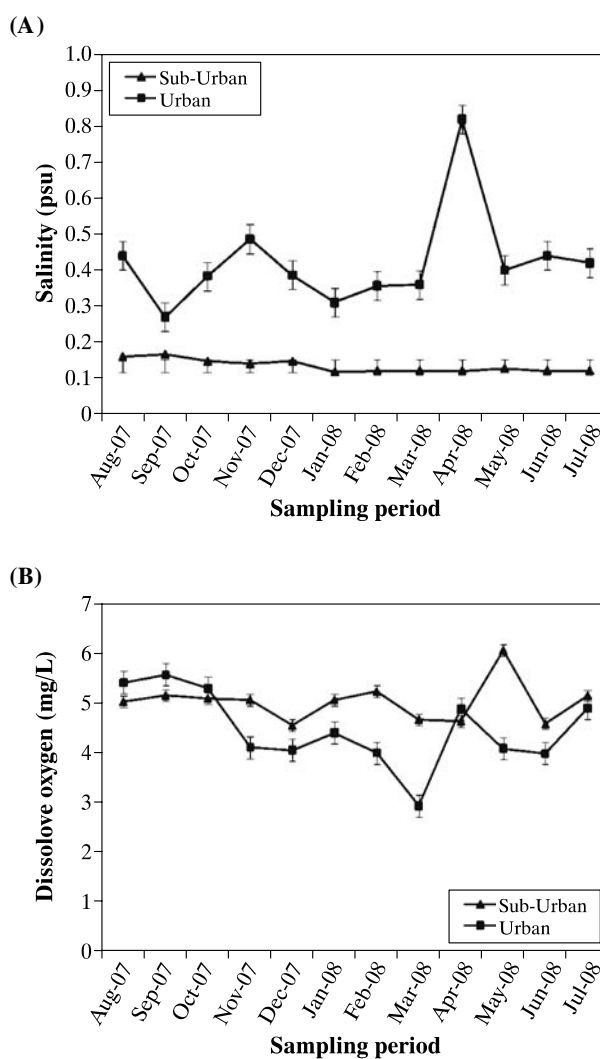 (A)
1.0
0.9
0.8
0.7
0.6
0.5
0.4
0.3
0.2
0.1
0
Salinity (psu)
Sub-Urban
Urban
Aug-07
Sep-07
Oct-07
Nov-07
Dec-07
Jan-08
Feb-08
Mar-08
Apr-08
May-08
Jun-08
Jul-08
Sampling period
(B)
7
6
5
4
3
2
1
0
Dissolove oxygen (mg/L)
Sub-Urban
Urban
Aug-07
Sep-07
Oct-07
Nov-07
Dec-07
Jan-08
Feb-08
Mar-08
Apr-08
May-08
Jun-08
Jul-08
Sampling period